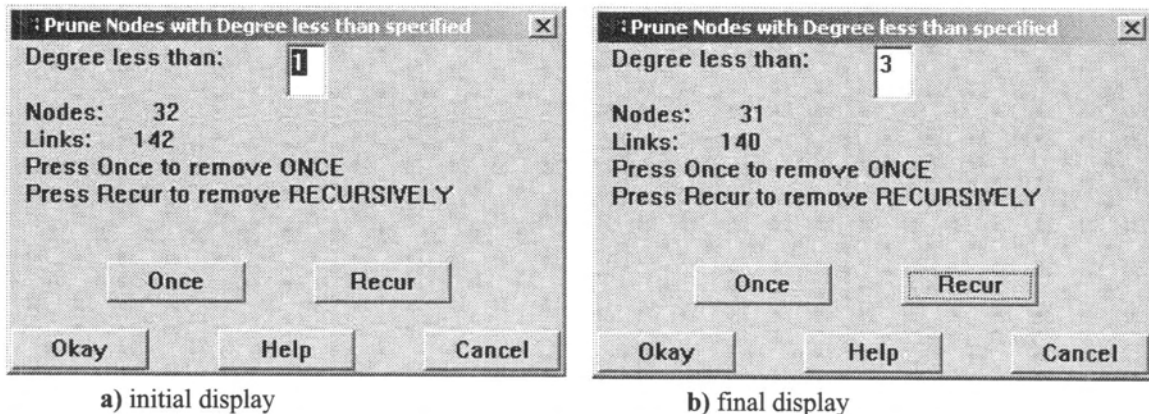 Prune Nodes with Degree less than specified
Degree less than: 1
Nodes: 32
Links: 142
Press Once to remove ONCE
Press Recur to remove RECURSIVELY
Once Recur
Okay Help Cancel
a) initial display
Prune Nodes with Degree less than specified
Degree less than: 3
Nodes: 31
Links: 140
Press Once to remove ONCE
Press Recur to remove RECURSIVELY
Once Recur
Okay Help Cancel
b) final display